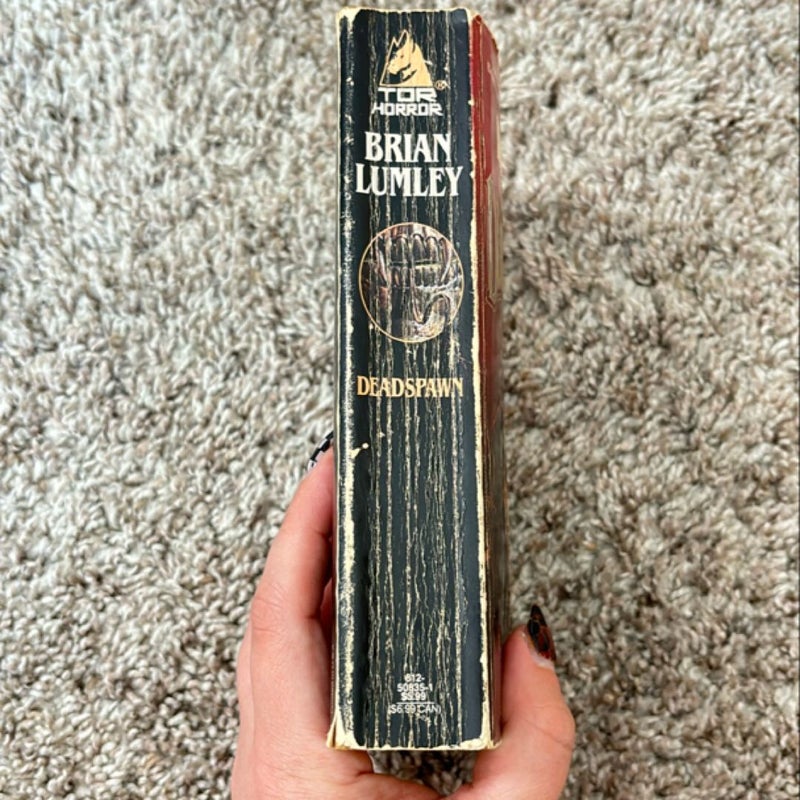 TOR®
HORROR
BRIAN
LUMLEY
DEADSPAWN
812-
50835-1
$5.99
($6.99 CAN)